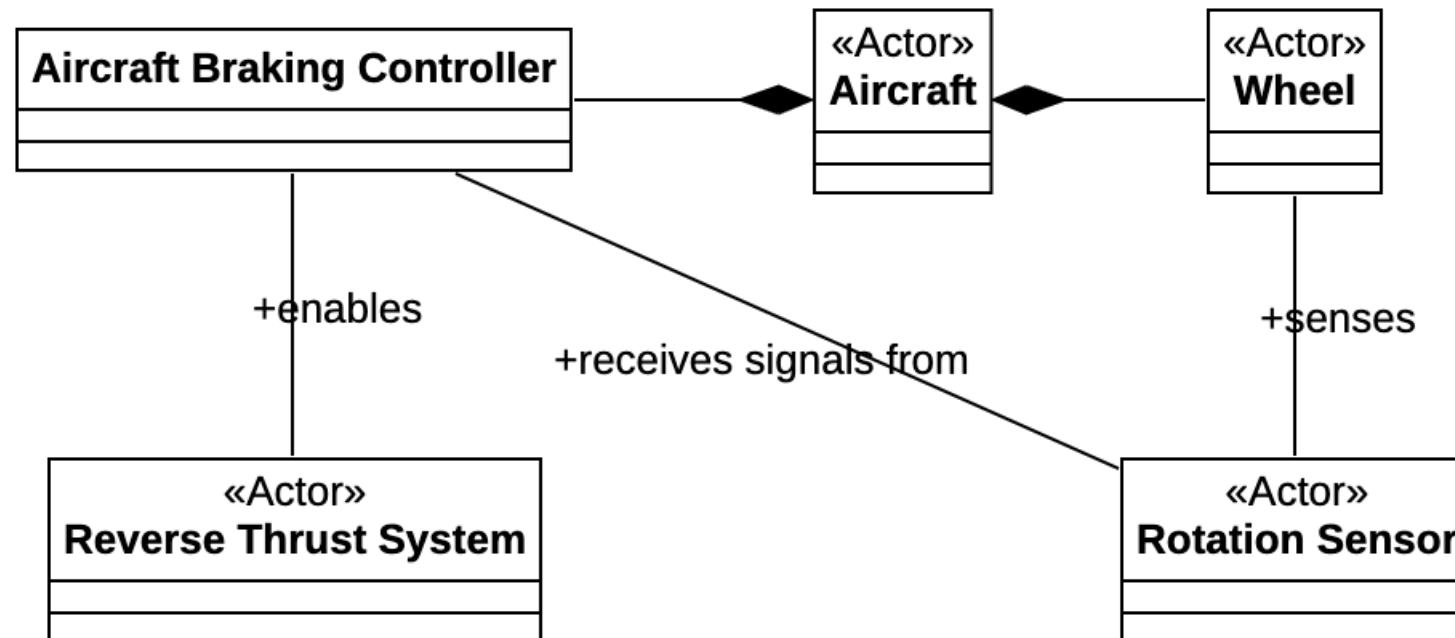 Aircraft Braking Controller
«Actor»
Aircraft
«Actor»
Wheel
+enables
+receives signals from
+senses
«Actor»
Reverse Thrust System
«Actor»
Rotation Sensor